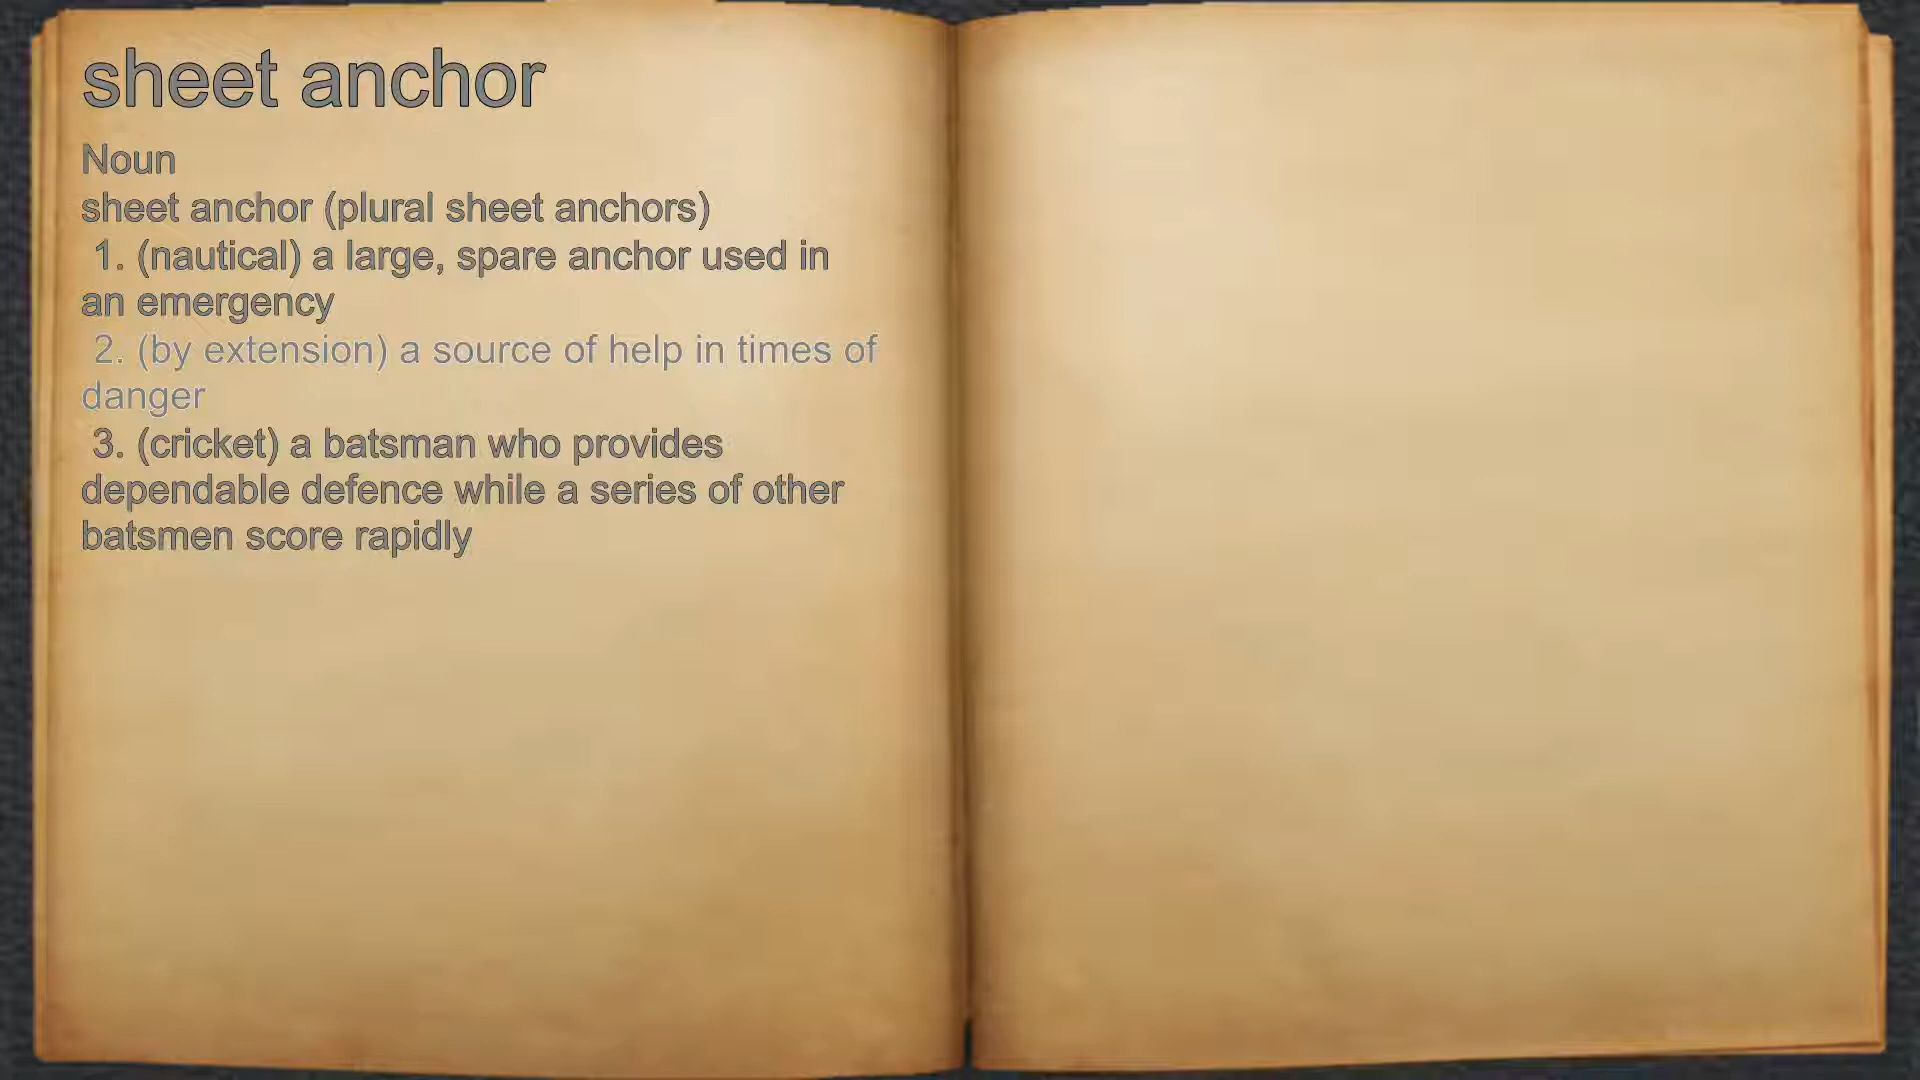 sheet anchor
Noun
sheet anchor (plural sheet anchors)
1. (nautical) a large, spare anchor used in
an emergency
2. (by extension) a source of help in times of
danger
3. (cricket) a batsman who provides
dependable defence while a series of other
batsmen score rapidly